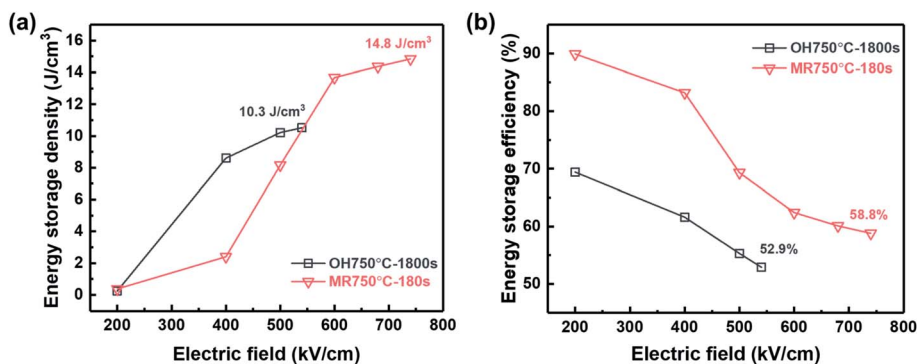 (a)
16
14
12
10
8
6
4
2
0
Energy storage density (J/cm³)
14.8 J/cm³
10.3 J/cm³
OH750°C-1800s
MR750°C-180s
200 300 400 500 600 700 800
Electric field (kV/cm)
(b)
90
80
70
60
50
Energy storage efficiency (%)
OH750°C-1800s
MR750°C-180s
58.8%
52.9%
200 300 400 500 600 700 800
Electric field (kV/cm)